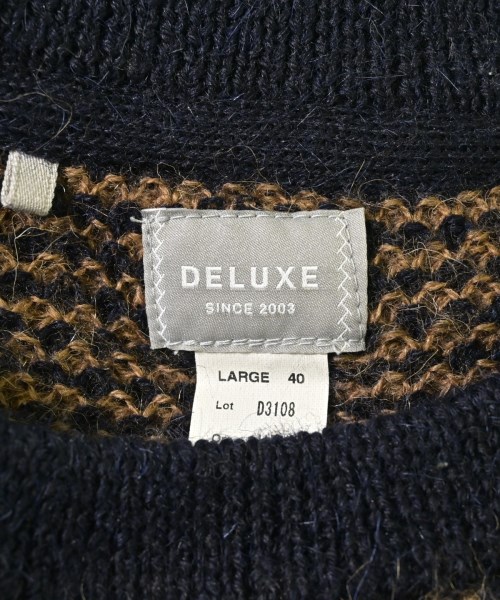 DELUXE
SINCE 2003
LARGE 40
Lot D3108